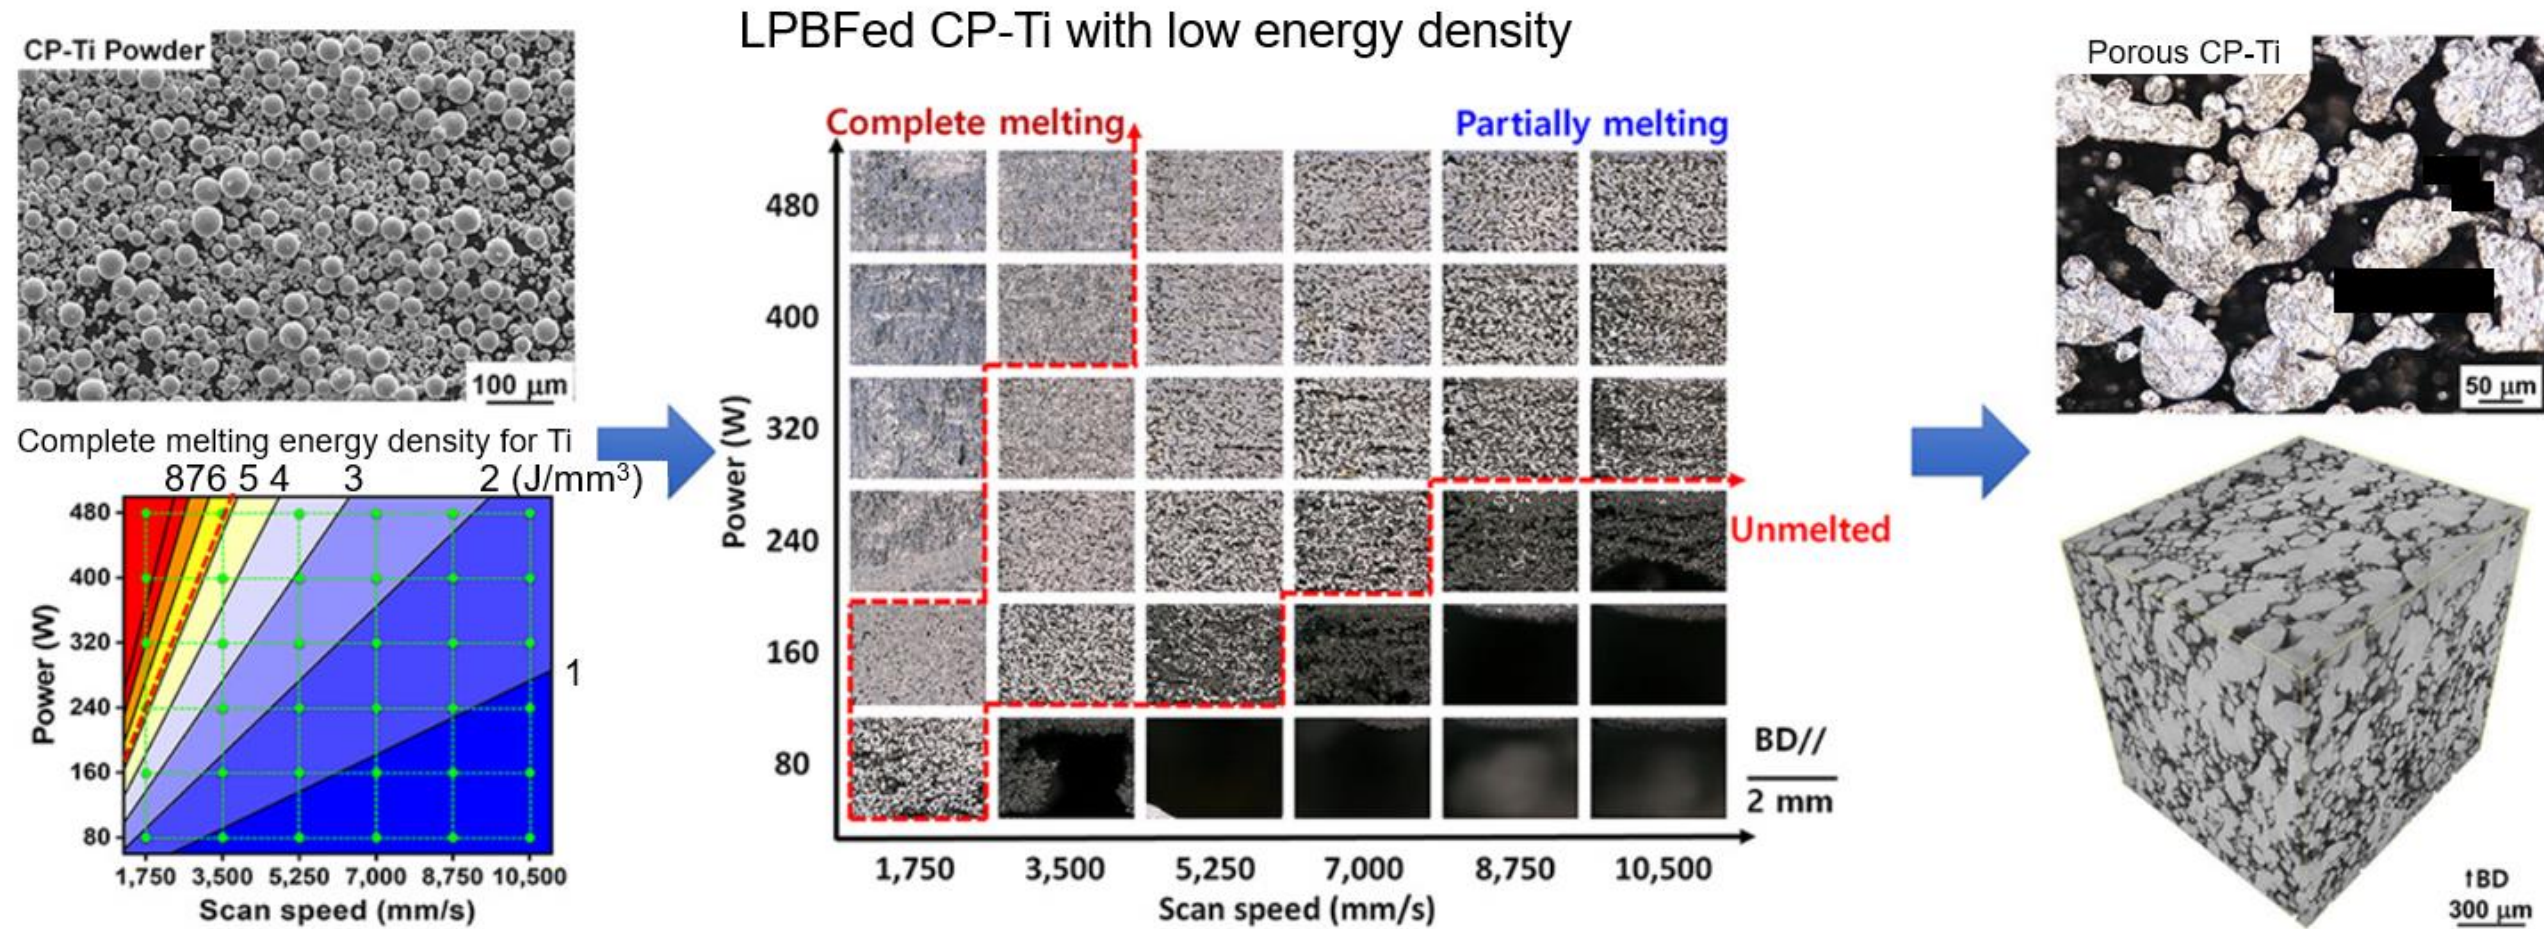 LPBFed CP-Ti with low energy density
CP-Ti Powder
100 μm
Complete melting energy density for Ti
8 7 6 5 4 3 2 (J/mm³)
1
480
400
320
240
160
80
Power (W)
1,750 3,500 5,250 7,000 8,750 10,500
Scan speed (mm/s)
Complete melting
Partially melting
Unmelted
480
400
320
240
160
80
Power (W)
1,750 3,500 5,250 7,000 8,750 10,500
Scan speed (mm/s)
BD//
2 mm
Porous CP-Ti
50 μm
↑BD
300 μm